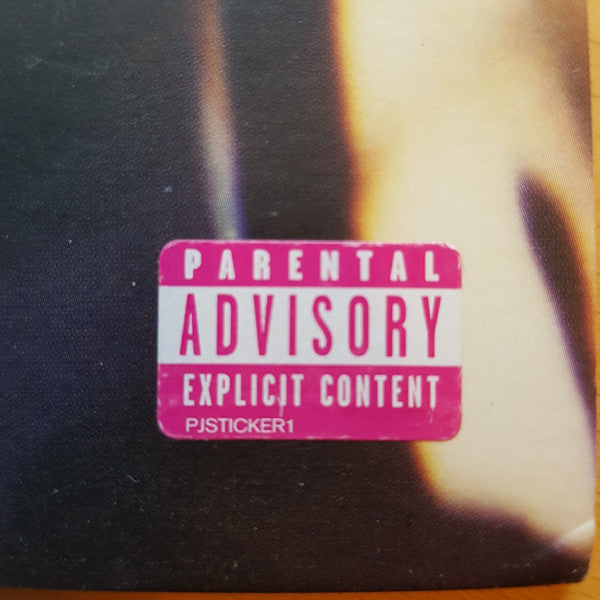 PARENTAL
ADVISORY
EXPLICIT CONTENT
PJSTICKER1